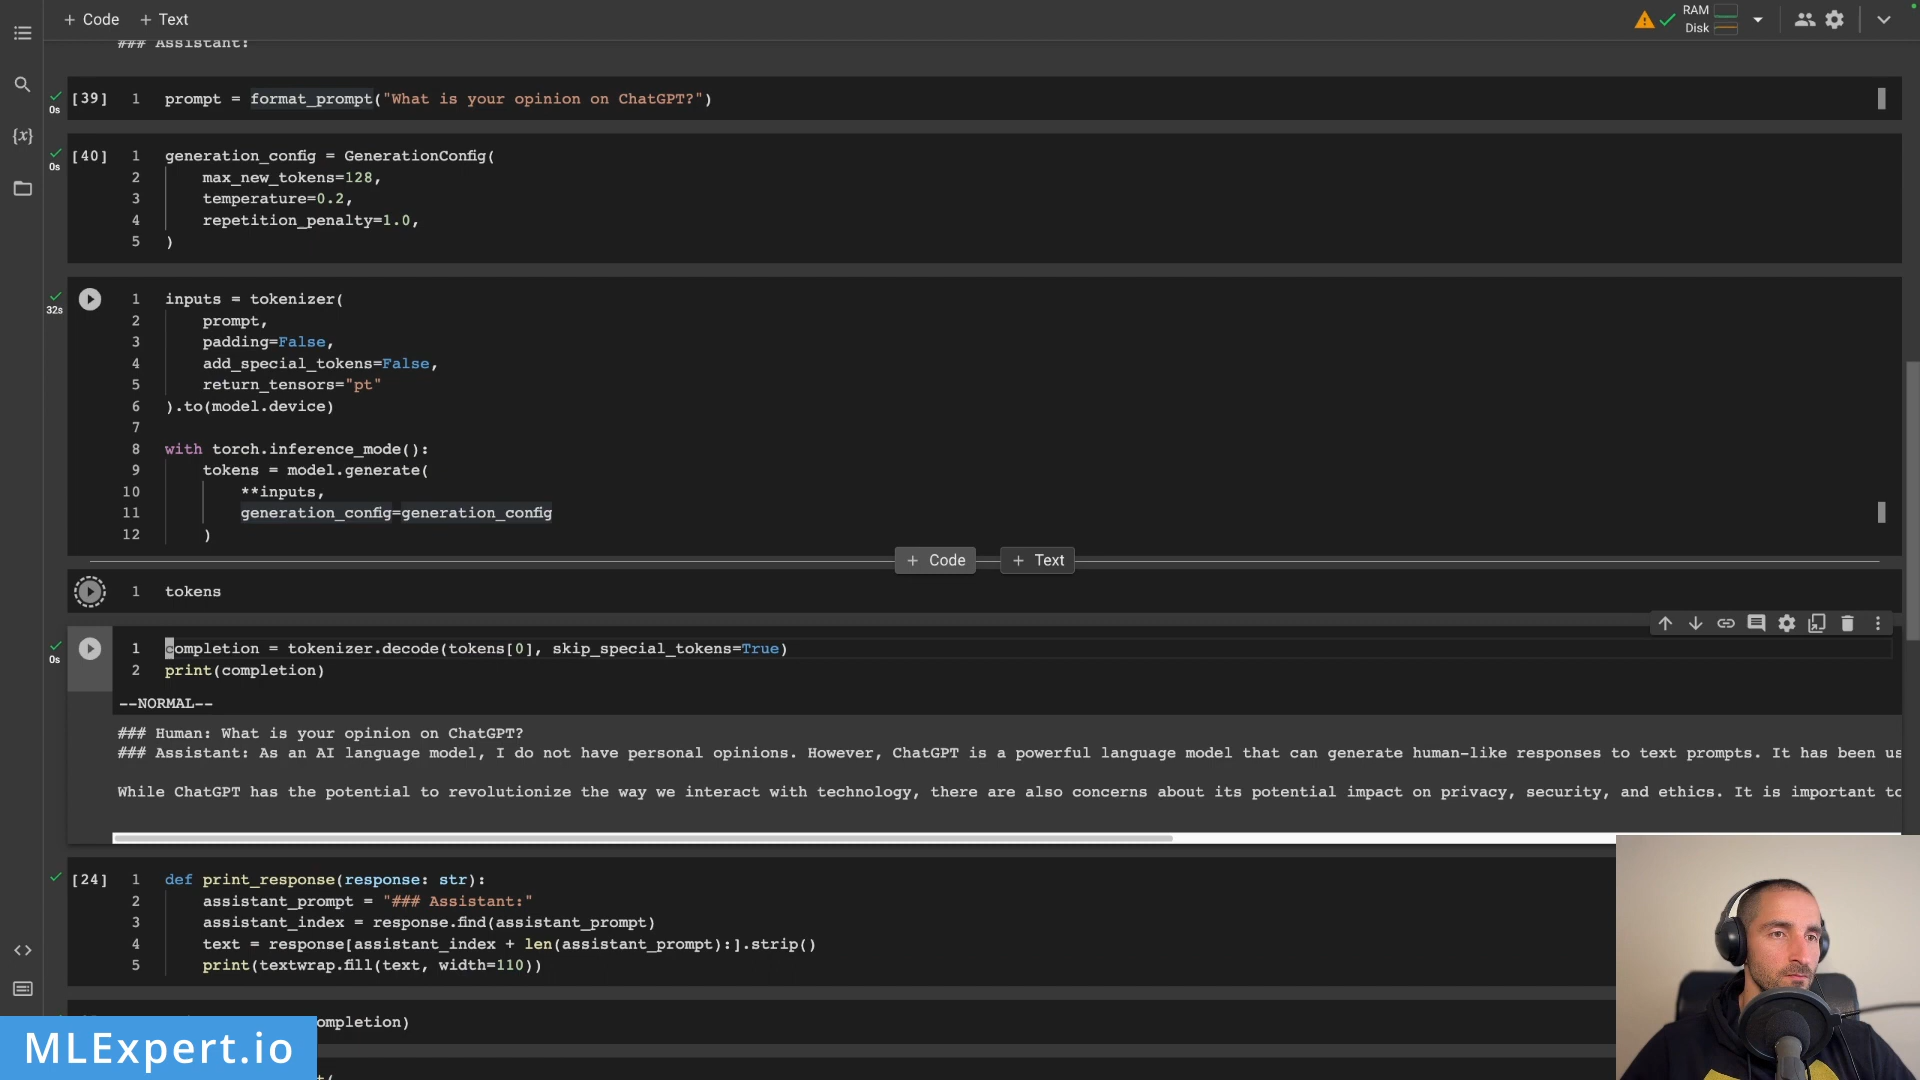 + Code + Text
RAM
Disk
### Assistant:
0s
[39] 1 prompt = format_prompt("What is your opinion on ChatGPT?")
0s
[40] 1 generation_config = GenerationConfig(
2 max_new_tokens=128,
3 temperature=0.2,
4 repetition_penalty=1.0,
5 )
32s
1 inputs = tokenizer(
2 prompt,
3 padding=False,
4 add_special_tokens=False,
5 return_tensors="pt"
6 ).to(model.device)
7
8 with torch.inference_mode():
9 tokens = model.generate(
10 **inputs,
11 generation_config=generation_config
12 )
+ Code + Text
1 tokens
0s
1 completion = tokenizer.decode(tokens[0], skip_special_tokens=True)
2 print(completion)
--NORMAL--
### Human: What is your opinion on ChatGPT?
### Assistant: As an AI language model, I do not have personal opinions. However, ChatGPT is a powerful language model that can generate human-like responses to text prompts. It has been us
While ChatGPT has the potential to revolutionize the way we interact with technology, there are also concerns about its potential impact on privacy, security, and ethics. It is important to
[24] 1 def print_response(response: str):
2 assistant_prompt = "### Assistant:"
3 assistant_index = response.find(assistant_prompt)
4 text = response[assistant_index + len(assistant_prompt):].strip()
5 print(textwrap.fill(text, width=110))
ompletion)
MLExpert.io